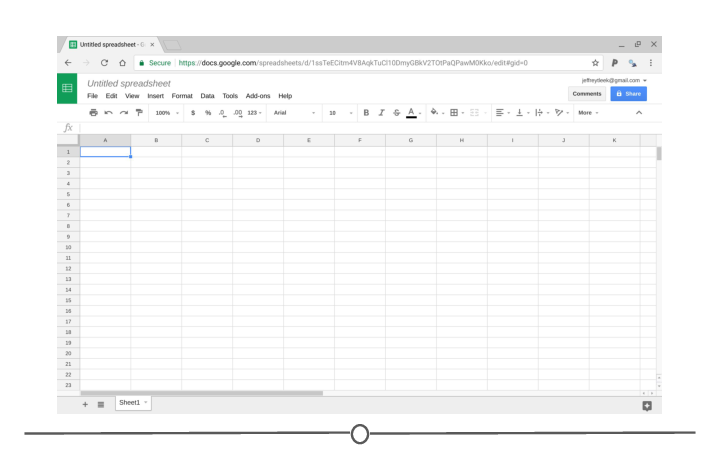 Untitled spreadsheet - G
Secure https://docs.google.com/spreadsheets/d/1ssTeECitm4V8AqkTuCl10DmyGBkV2TOtPaQPawM0Kko/edit#gid=0
Untitled spreadsheet
jeffreydeek@gmail.com
File Edit View Insert Format Data Tools Add-ons Help
Comments Share
100% $ % .0 .00 123 Arial 10 B I S A More
fx
A B C D E F G H I J K
1
2
3
4
5
6
7
8
9
10
11
12
13
14
15
16
17
18
19
20
21
22
23
+ Sheet1